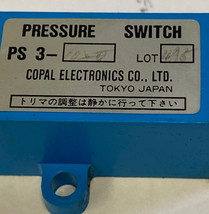 PRESSURE SWITCH
PS 3- LOT
COPAL ELECTRONICS CO., LTD.
TOKYO JAPAN
トリマの調整は静かに行って下さい